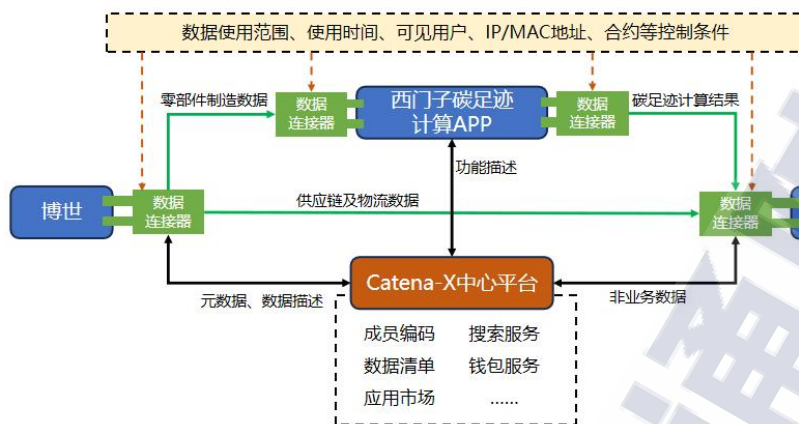 数据使用范围、使用时间、可见用户、IP/MAC地址、合约等控制条件
零部件制造数据
数据
连接器
西门子碳足迹
计算APP
数据
连接器
碳足迹计算结果
功能描述
博世
数据
连接器
供应链及物流数据
数据
连接器
元数据、数据描述
Catena-X中心平台
非业务数据
成员编码 搜索服务
数据清单 钱包服务
应用市场 ......